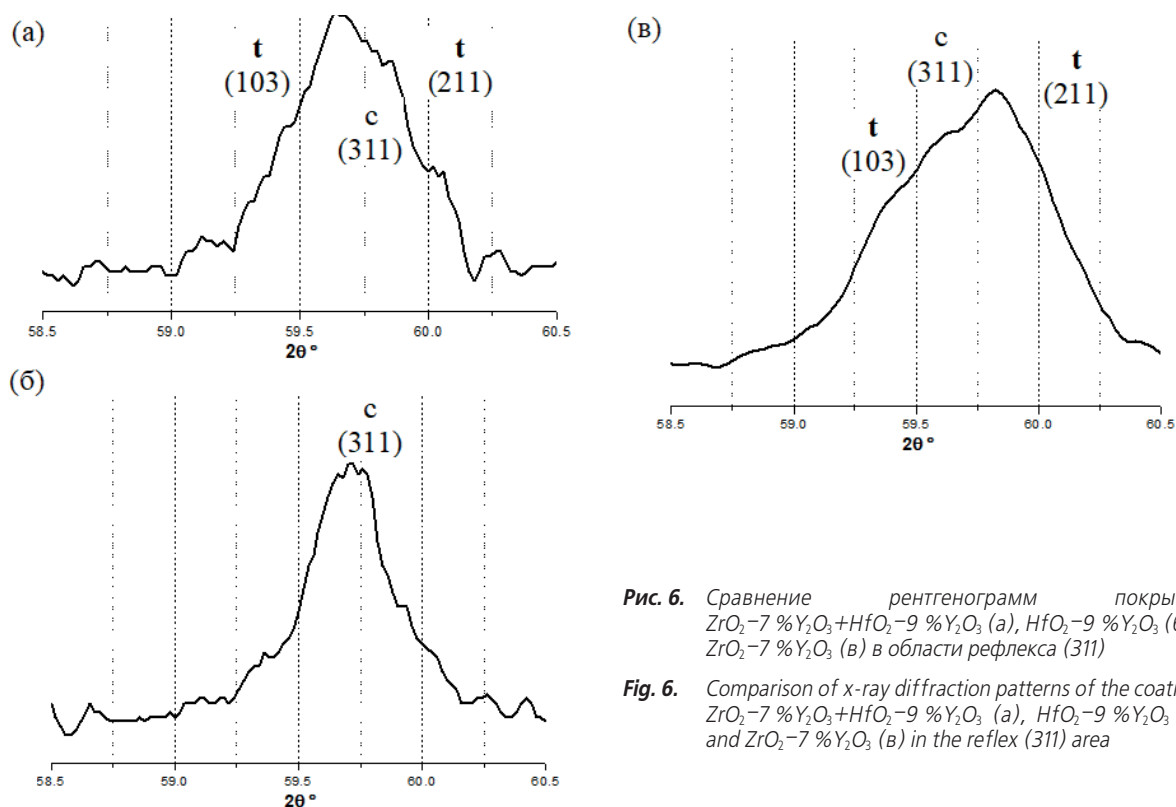 (а)
t
(103)
t
(211)
c
(311)
58.5 59.0 59.5 60.0 60.5
2θ °
(б)
c
(311)
58.5 59.0 59.5 60.0 60.5
2θ °
(в)
c
(311)
t
(211)
t
(103)
58.5 59.0 59.5 60.0 60.5
2θ °
Рис. 6. Сравнение рентгенограмм покры
ZrO₂–7 %Y₂O₃+HfO₂–9 %Y₂O₃ (а), HfO₂–9 %Y₂O₃
ZrO₂–7 %Y₂O₃ (в) в области рефлекса (311)
Fig. 6. Comparison of x-ray diffraction patterns of the coati
ZrO₂–7 %Y₂O₃+HfO₂–9 %Y₂O₃ (а), HfO₂–9 %Y₂O₃
and ZrO₂–7 %Y₂O₃ (в) in the reflex (311) area